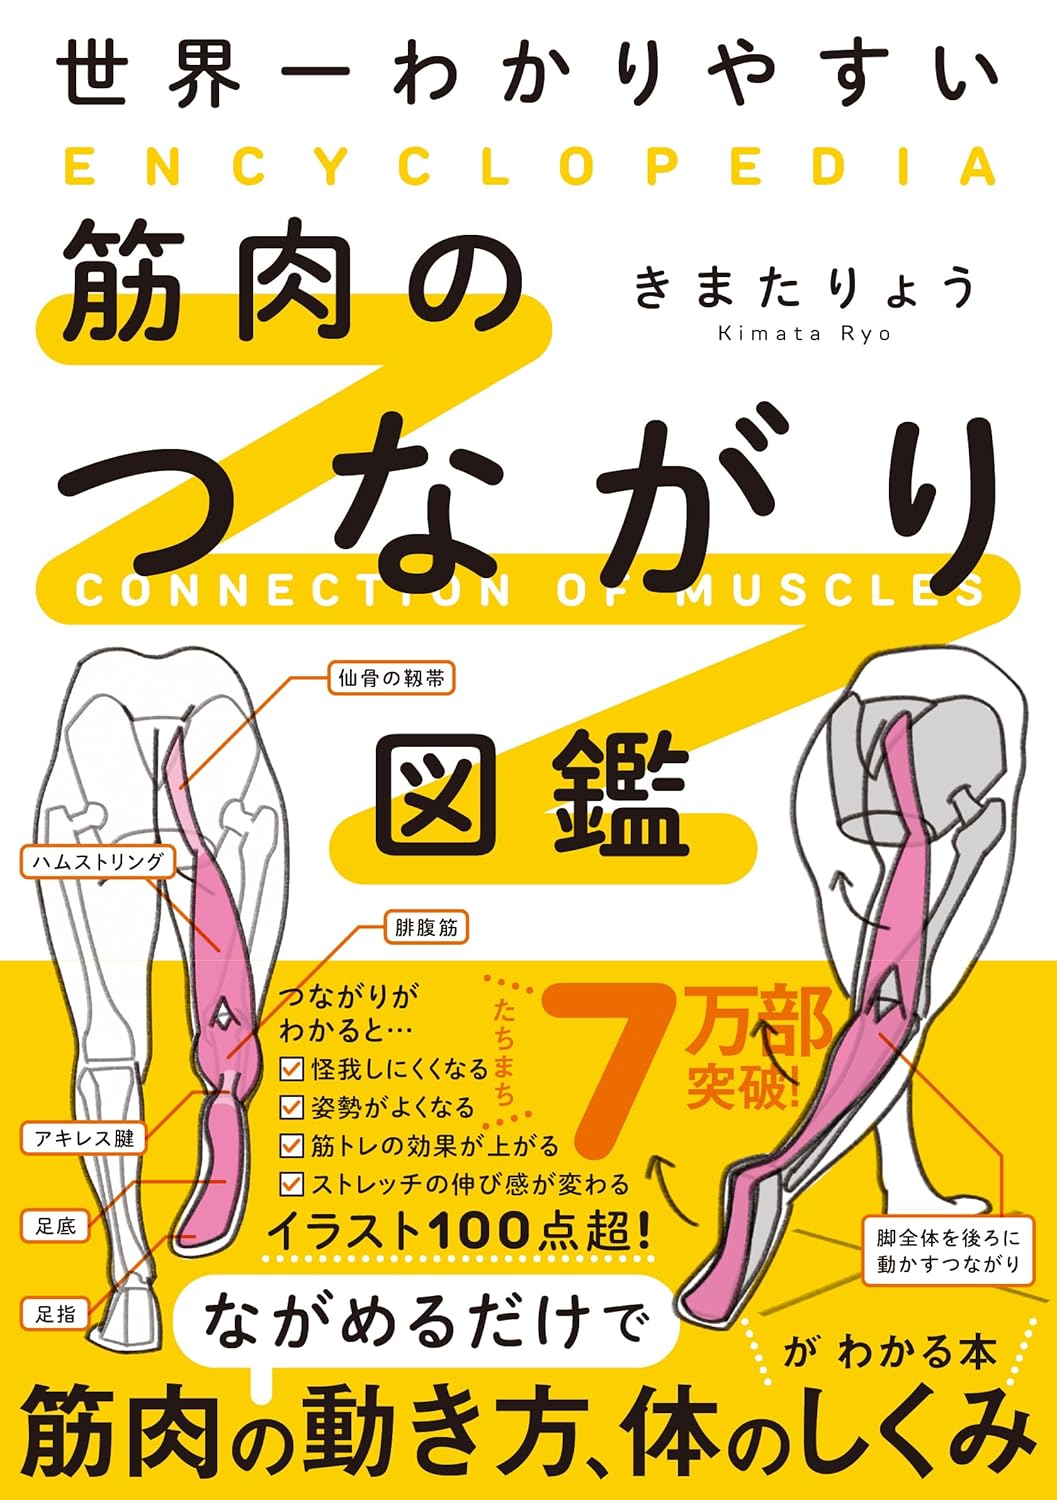 世界一わかりやすい
ENCYCLOPEDIA
筋肉の
きまたりょう
Kimata Ryo
つながり
CONNECTION OF MUSCLES
図鑑
仙骨の靱帯
ハムストリング
腓腹筋
アキレス腱
足底
足指
脚全体を後ろに
動かすつながり
つながりが
わかると…
怪我しにくくなる
姿勢がよくなる
筋トレの効果が上がる
ストレッチの伸び感が変わる
たちまち
7万部
突破!
イラスト100点超!
ながめるだけで
筋肉の動き方、体のしくみ
が わかる本